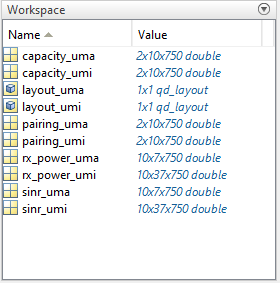 Workspace
Name Value
capacity_uma 2x10x750 double
capacity_umi 2x10x750 double
layout_uma 1x1 qd_layout
layout_umi 1x1 qd_layout
pairing_uma 2x10x750 double
pairing_umi 2x10x750 double
rx_power_uma 10x7x750 double
rx_power_umi 10x37x750 double
sinr_uma 10x7x750 double
sinr_umi 10x37x750 double